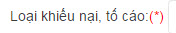 Loại khiếu nại, tố cáo:(*)